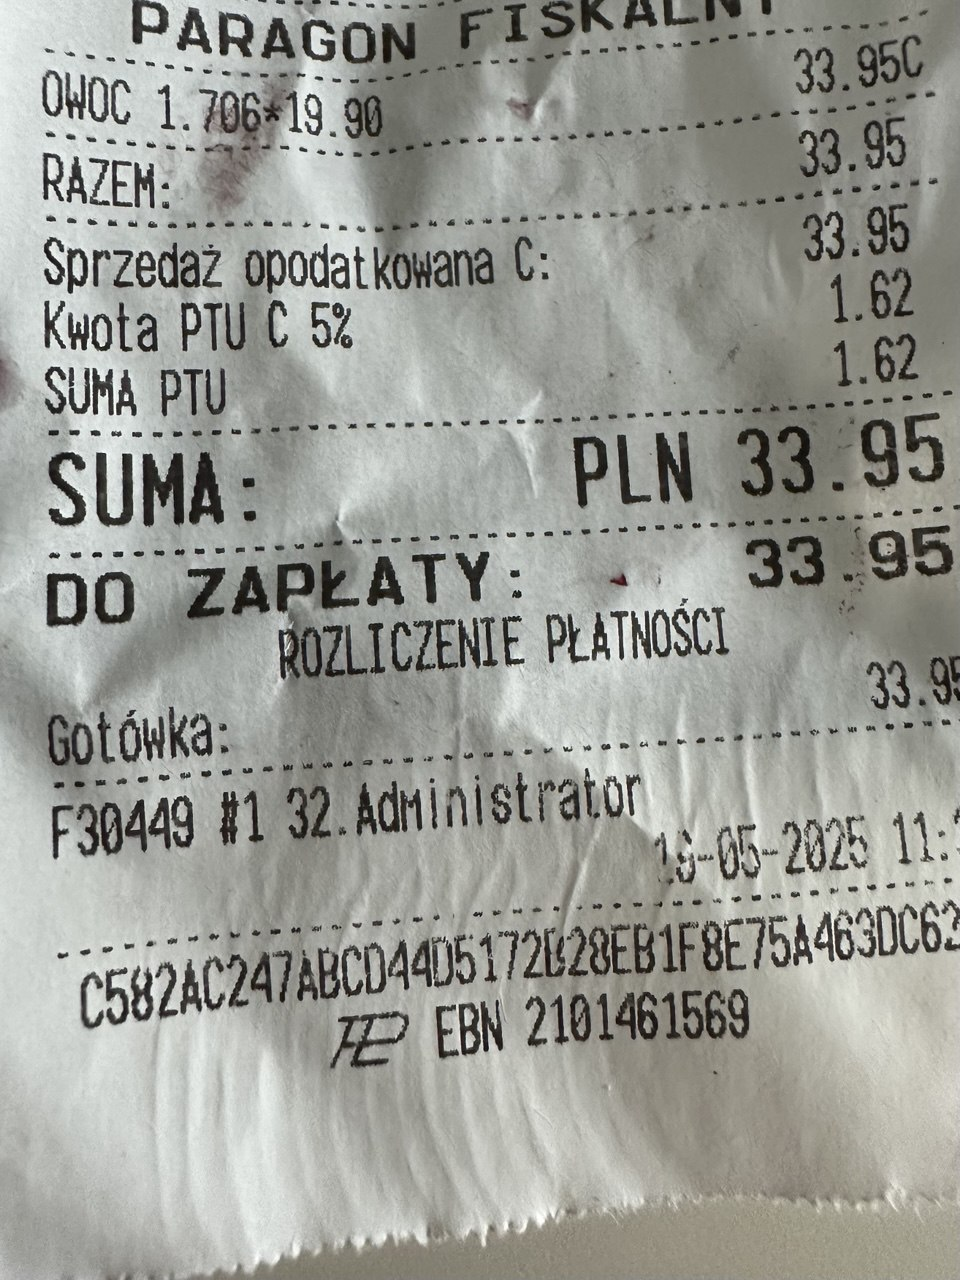 PARAGON FISKALNY
OWOC 1.706*19.90 33.95C
RAZEM: 33.95
Sprzedaż opodatkowana C: 33.95
Kwota PTU C 5% 1.62
SUMA PTU 1.62
SUMA: PLN 33.95
DO ZAPŁATY: 33.95
ROZLICZENIE PŁATNOŚCI
Gotówka: 33.95
F30449 #1 32.Administrator
-05-2025 11:
EBN 2101461569